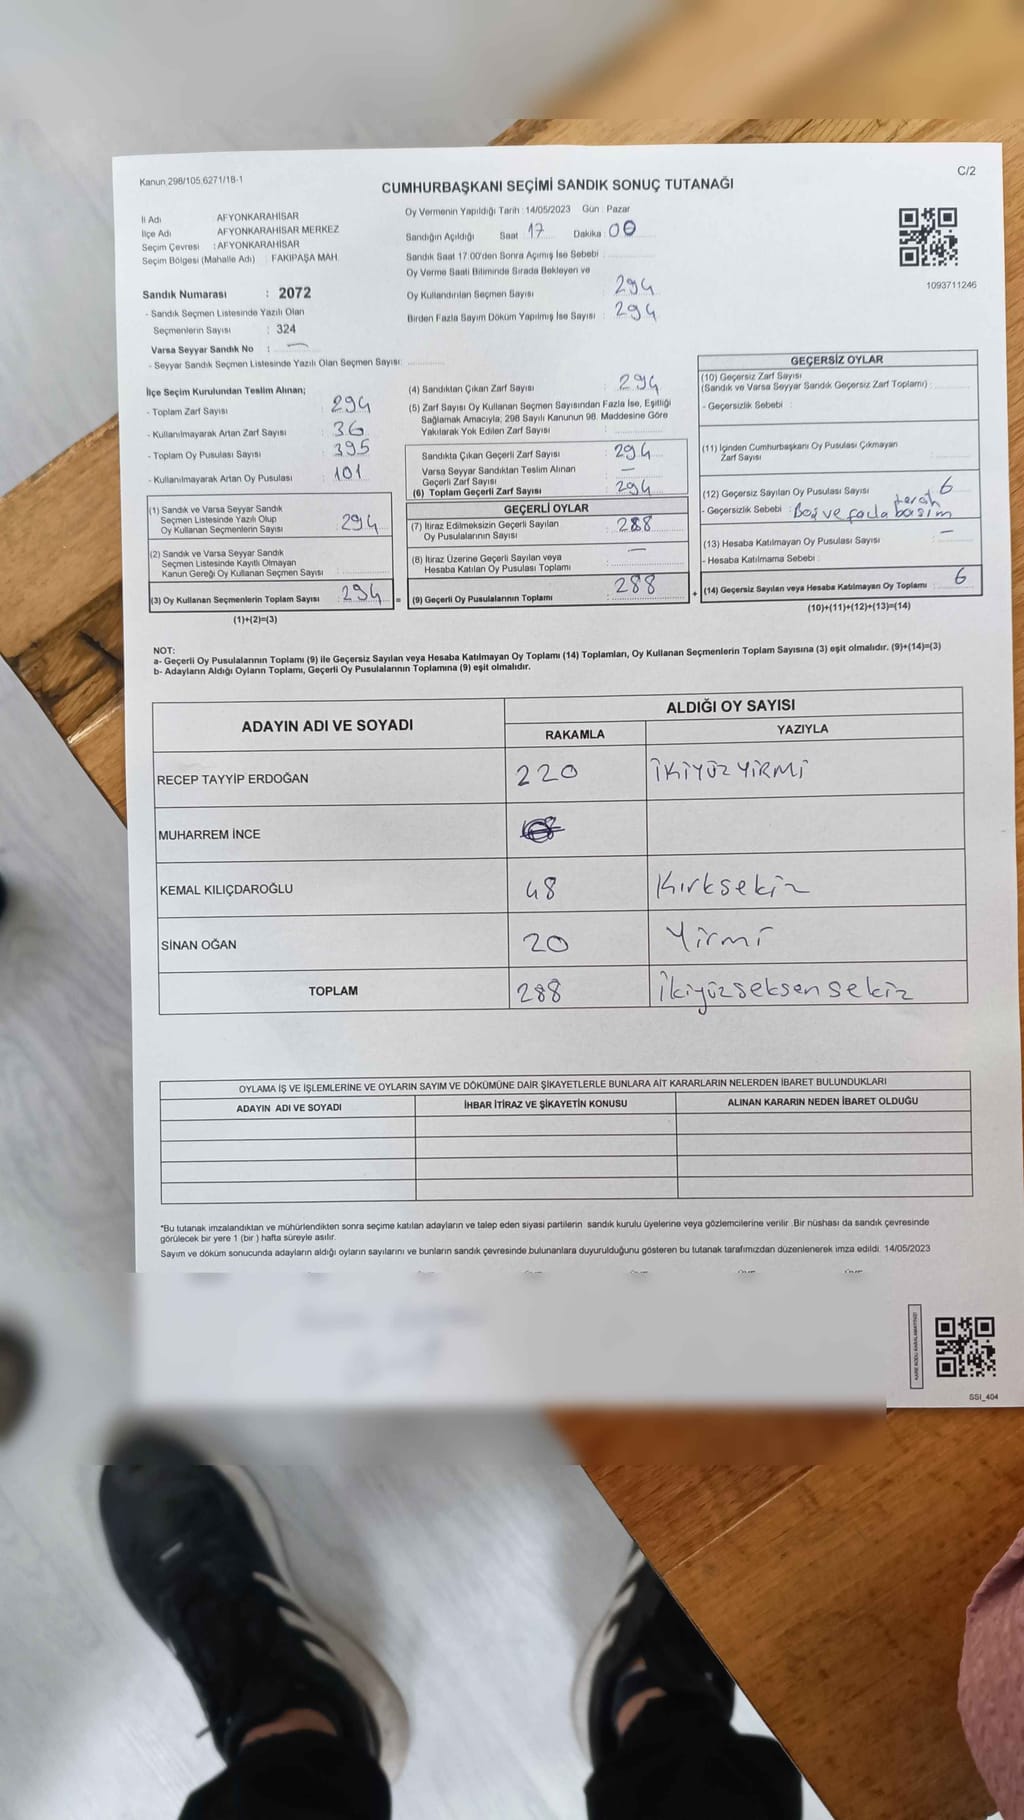 Kanun 298/105,6271/18-1
C/2
CUMHURBAŞKANI SEÇİMİ SANDIK SONUÇ TUTANAĞI
İl Adı AFYONKARAHİSAR
İlçe Adı AFYONKARAHİSAR MERKEZ
Seçim Çevresi : AFYONKARAHİSAR
Seçim Bölgesi (Mahalle Adı) : FAKIPAŞA MAH.
Sandık Numarası : 2072
- Sandık Seçmen Listesinde Yazılı Olan
Seçmenlerin Sayısı : 324
Varsa Seyyar Sandık No : —
- Seyyar Sandık Seçmen Listesinde Yazılı Olan Seçmen Sayısı:
Oy Vermenin Yapıldığı Tarih : 14/05/2023 Gün : Pazar
Sandığın Açıldığı Saat : 17 Dakika : 00
Sandık Saat 17.00'den Sonra Açımış İse Sebebi :
Oy Verme Saati Bitiminde Sırada Bekleyen ve
Oy Kullandırılan Seçmen Sayısı : 294
Birden Fazla Sayım Döküm Yapılmış İse Sayısı : 294
1093711246
İlçe Seçim Kurulundan Teslim Alınan;
- Toplam Zarf Sayısı : 294
- Kullanılmayarak Artan Zarf Sayısı : 36
- Toplam Oy Pusulası Sayısı : 395
- Kullanılmayarak Artan Oy Pusulası : 101
(1) Sandık ve Varsa Seyyar Sandık
Seçmen Listesinde Yazılı Olup
Oy Kullanan Seçmenlerin Sayısı : 294
(2) Sandık ve Varsa Seyyar Sandık
Seçmen Listesinde Kayıtlı Olmayan
Kanun Gereği Oy Kullanan Seçmen Sayısı :
(3) Oy Kullanan Seçmenlerin Toplam Sayısı : 294
(1)+(2)=(3)
(4) Sandıktan Çıkan Zarf Sayısı : 294
(5) Zarf Sayısı Oy Kullanan Seçmen Sayısından Fazla İse, Eşitliği
Sağlamak Amacıyla; 298 Sayılı Kanunun 98. Maddesine Göre
Yakılarak Yok Edilen Zarf Sayısı :
Sandıkta Çıkan Geçerli Zarf Sayısı : 294
Varsa Seyyar Sandıktan Teslim Alınan
Geçerli Zarf Sayısı : —
(6) Toplam Geçerli Zarf Sayısı : 294
GEÇERLİ OYLAR
(7) İtiraz Edilmeksizin Geçerli Sayılan
Oy Pusulalarının Sayısı : 288
(8) İtiraz Üzerine Geçerli Sayılan veya
Hesaba Katılan Oy Pusulası Toplamı : —
= (9) Geçerli Oy Pusulalarının Toplamı : 288
GEÇERSİZ OYLAR
(10) Geçersiz Zarf Sayısı
(Sandık ve Varsa Seyyar Sandık Geçersiz Zarf Toplamı) :
- Geçersizlik Sebebi :
(11) İçinden Cumhurbaşkanı Oy Pusulası Çıkmayan
Zarf Sayısı
(12) Geçersiz Sayılan Oy Pusulası Sayısı : 6
- Geçersizlik Sebebi : Boş ve fazla tercih basım
(13) Hesaba Katılmayan Oy Pusulası Sayısı : —
- Hesaba Katılmama Sebebi :
+ (14) Geçersiz Sayılan veya Hesaba Katılmayan Oy Toplamı : 6
(10)+(11)+(12)+(13)=(14)
NOT:
a- Geçerli Oy Pusulalarının Toplamı (9) ile Geçersiz Sayılan veya Hesaba Katılmayan Oy Toplamı (14) Toplamları, Oy Kullanan Seçmenlerin Toplam Sayısına (3) eşit olmalıdır. (9)+(14)=(3)
b- Adayların Aldığı Oyların Toplamı, Geçerli Oy Pusulalarının Toplamına (9) eşit olmalıdır.
ADAYIN ADI VE SOYADI
ALDIĞI OY SAYISI
RAKAMLA YAZIYLA
RECEP TAYYİP ERDOĞAN 220 İKİYÜZ YİRMİ
MUHARREM İNCE
KEMAL KILIÇDAROĞLU 48 Kırksekiz
SİNAN OĞAN 20 Yirmi
TOPLAM 288 İkiyüzseksen sekiz
OYLAMA İŞ VE İŞLEMLERİNE VE OYLARIN SAYIM VE DÖKÜMÜNE DAİR ŞİKAYETLERLE BUNLARA AİT KARARLARIN NELERDEN İBARET BULUNDUKLARI
ADAYIN ADI VE SOYADI İHBAR İTİRAZ VE ŞİKAYETİN KONUSU ALINAN KARARIN NEDEN İBARET OLDUĞU
*Bu tutanak imzalandıktan ve mühürlendikten sonra seçime katılan adayların ve talep eden siyasi partilerin sandık kurulu üyelerine veya gözlemcilerine verilir .Bir nüshası da sandık çevresinde
görülecek bir yere 1 (bir ) hafta süreyle asılır.
Sayım ve döküm sonucunda adayların aldığı oyların sayılarını ve bunların sandık çevresinde bulunanlara duyurulduğunu gösteren bu tutanak tarafımızdan düzenlenerek imza edildi. 14/05/2023
KARE KODU KARALAMAYINIZ!
SSI_404